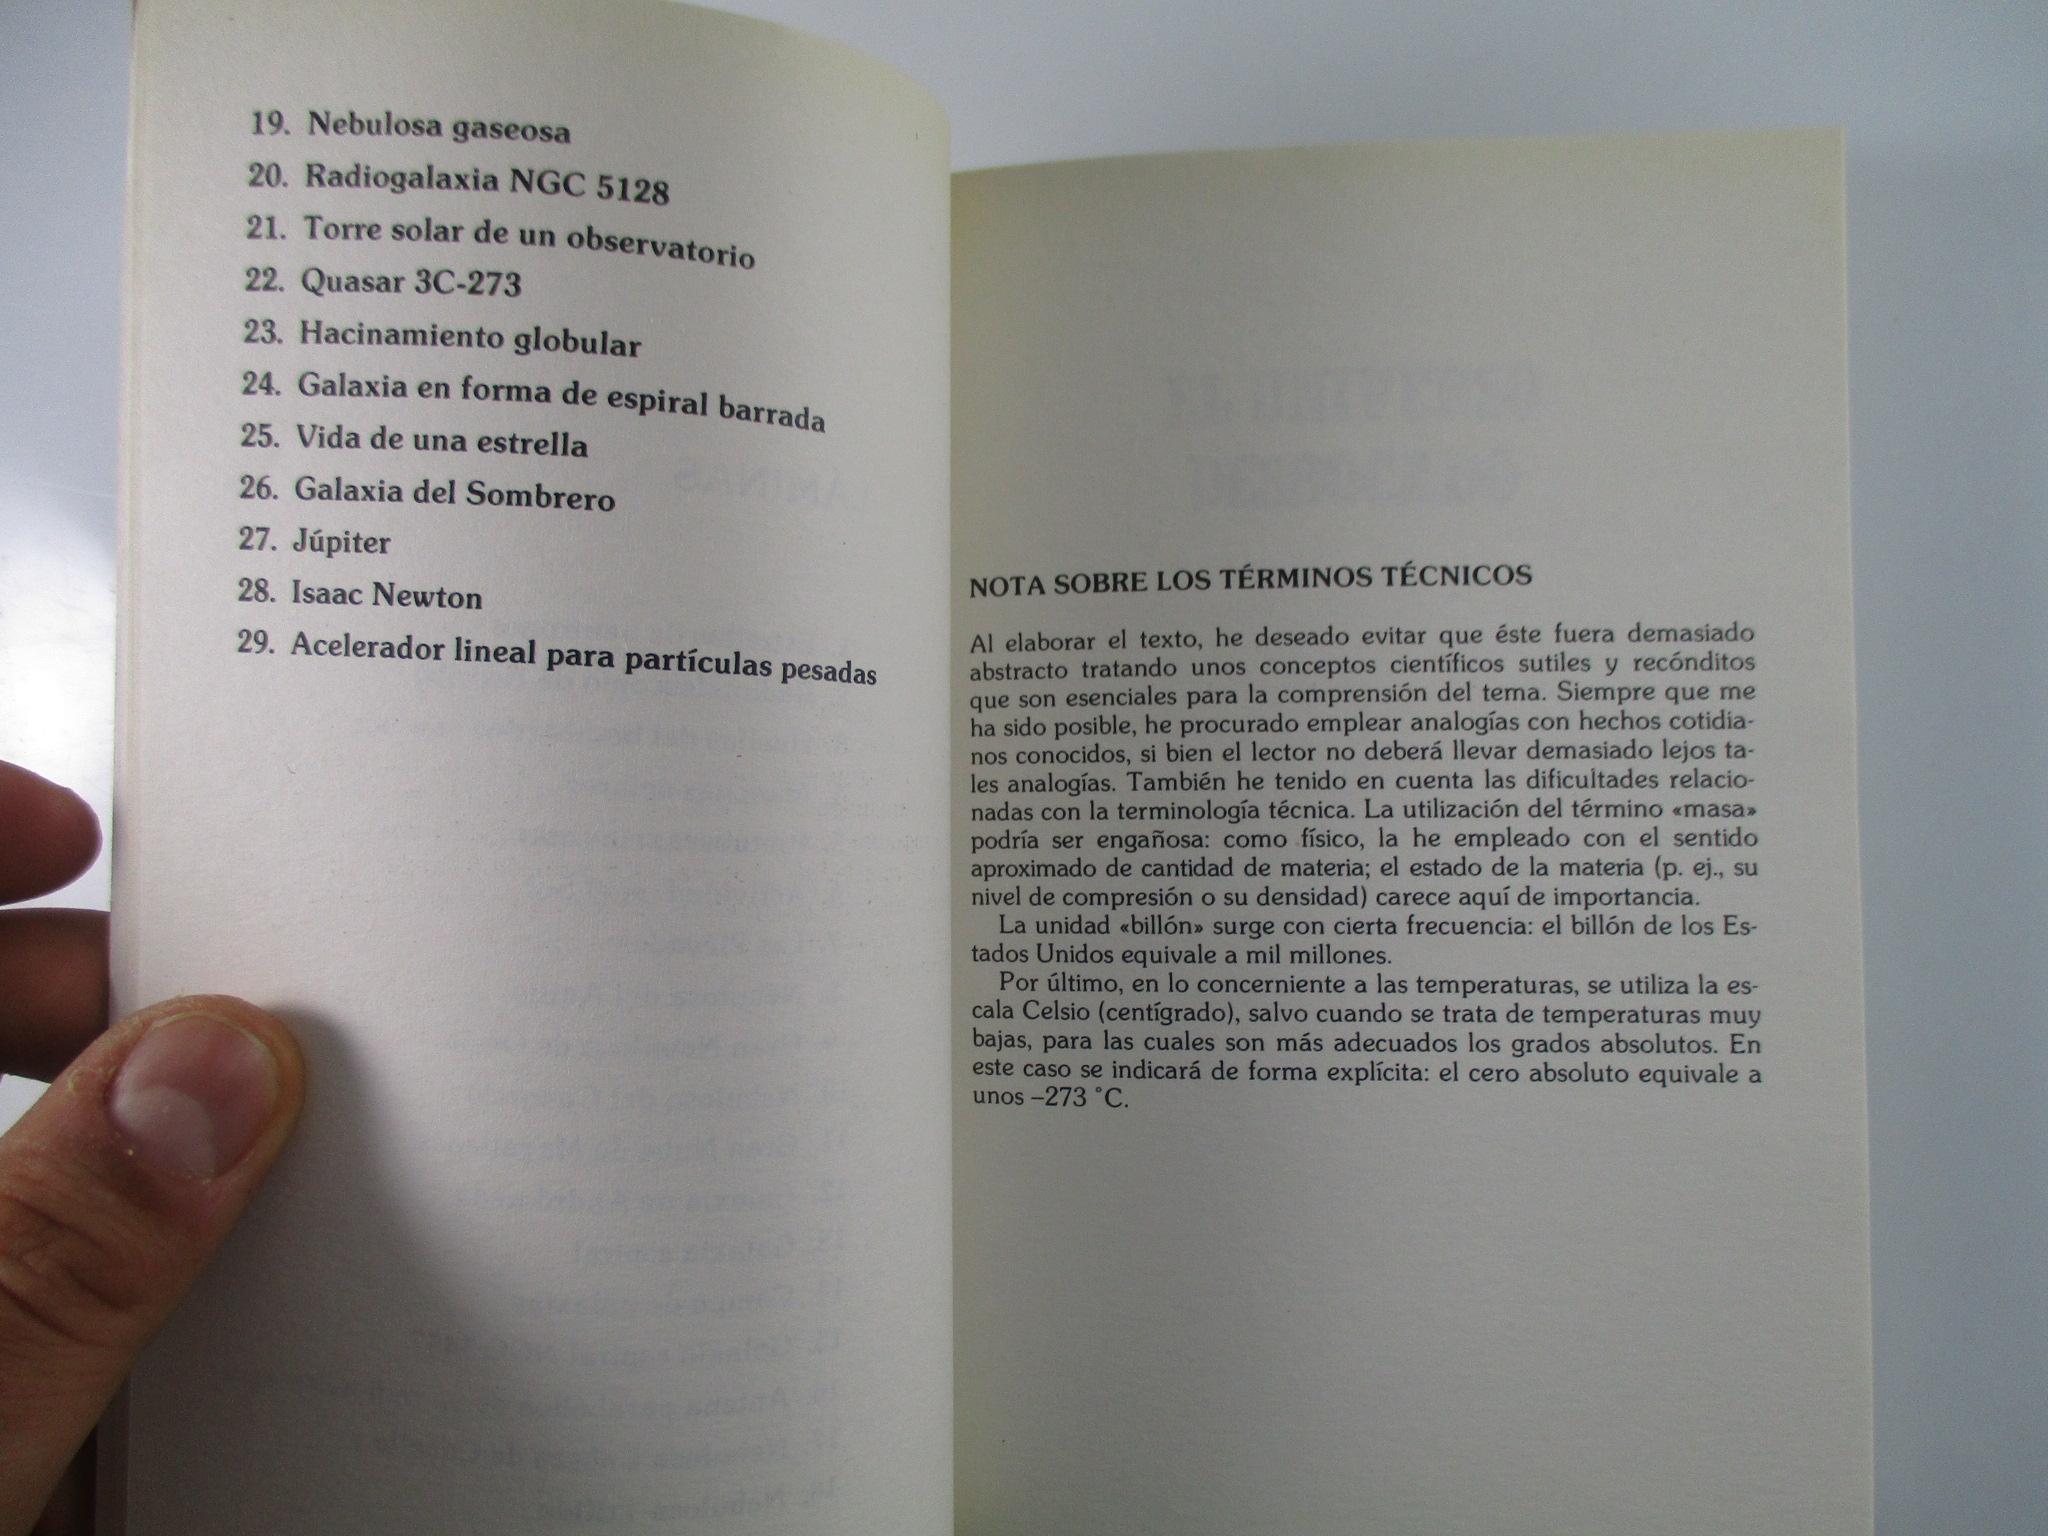 19. Nebulosa gaseosa
20. Radiogalaxia NGC 5128
21. Torre solar de un observatorio
22. Quasar 3C-273
23. Hacinamiento globular
24. Galaxia en forma de espiral barrada
25. Vida de una estrella
26. Galaxia del Sombrero
27. Júpiter
28. Isaac Newton
29. Acelerador lineal para partículas pesadas
NOTA SOBRE LOS TÉRMINOS TÉCNICOS
Al elaborar el texto, he deseado evitar que éste fuera demasiado
abstracto tratando unos conceptos científicos sutiles y recónditos
que son esenciales para la comprensión del tema. Siempre que me
ha sido posible, he procurado emplear analogías con hechos cotidia-
nos conocidos, si bien el lector no deberá llevar demasiado lejos ta-
les analogías. También he tenido en cuenta las dificultades relacio-
nadas con la terminología técnica. La utilización del término «masa»
podría ser engañosa: como físico, la he empleado con el sentido
aproximado de cantidad de materia; el estado de la materia (p. ej., su
nivel de compresión o su densidad) carece aquí de importancia.
La unidad «billón» surge con cierta frecuencia: el billón de los Es-
tados Unidos equivale a mil millones.
Por último, en lo concerniente a las temperaturas, se utiliza la es-
cala Celsio (centígrado), salvo cuando se trata de temperaturas muy
bajas, para las cuales son más adecuados los grados absolutos. En
este caso se indicará de forma explícita: el cero absoluto equivale a
unos –273 °C.